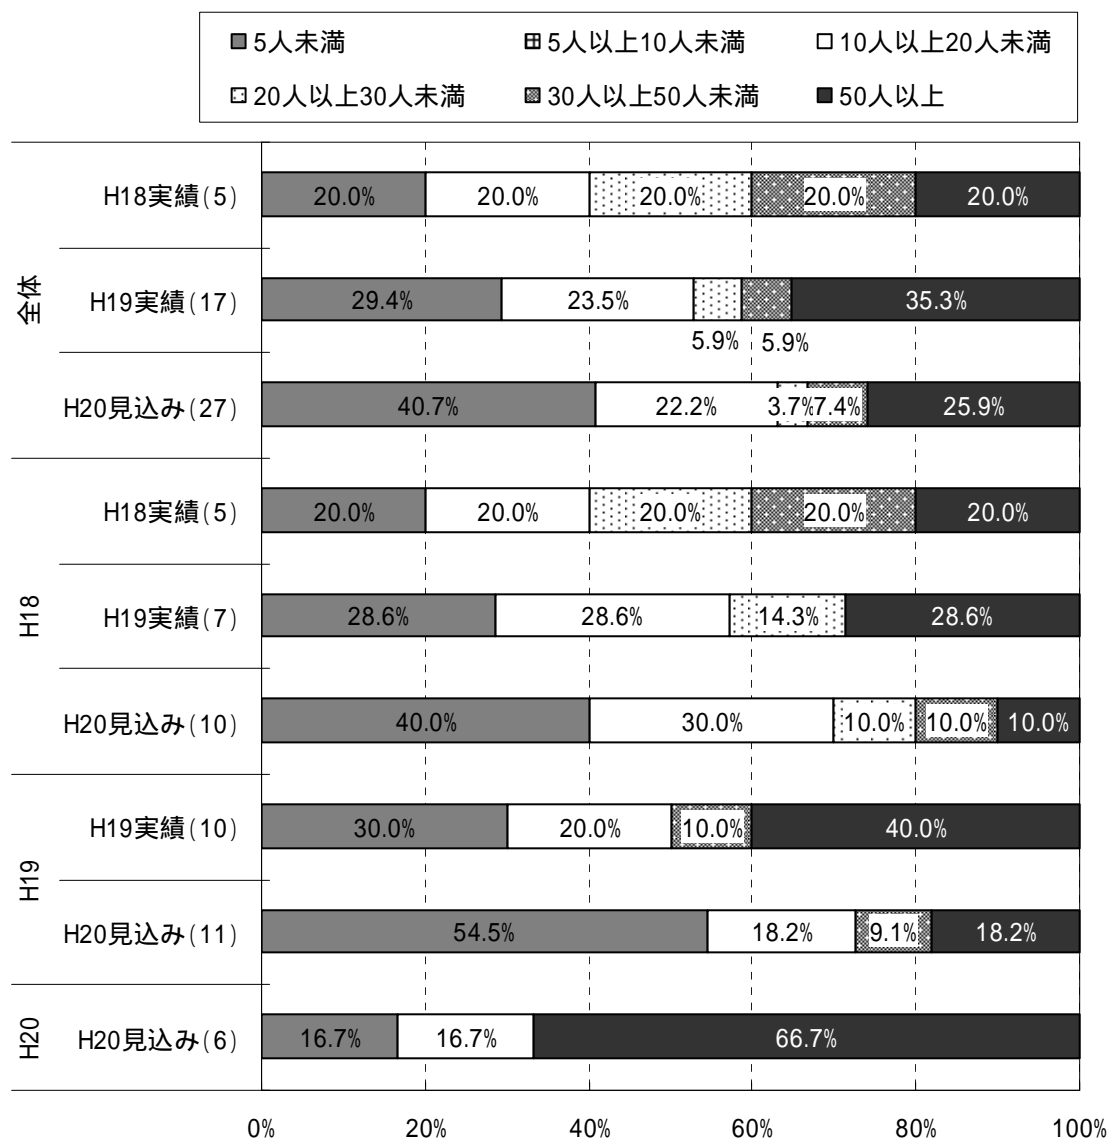 5人未満 5人以上10人未満 10人以上20人未満
20人以上30人未満 30人以上50人未満 50人以上
全体
H18実績(5) 20.0% 20.0% 20.0% 20.0% 20.0%
H19実績(17) 29.4% 23.5% 35.3%
5.9% 5.9%
H20見込み(27) 40.7% 22.2% 3.7% 7.4% 25.9%
H18
H18実績(5) 20.0% 20.0% 20.0% 20.0% 20.0%
H19実績(7) 28.6% 28.6% 14.3% 28.6%
H20見込み(10) 40.0% 30.0% 10.0% 10.0% 10.0%
H19
H19実績(10) 30.0% 20.0% 10.0% 40.0%
H20見込み(11) 54.5% 18.2% 9.1% 18.2%
H20
H20見込み(6) 16.7% 16.7% 66.7%
0% 20% 40% 60% 80% 100%